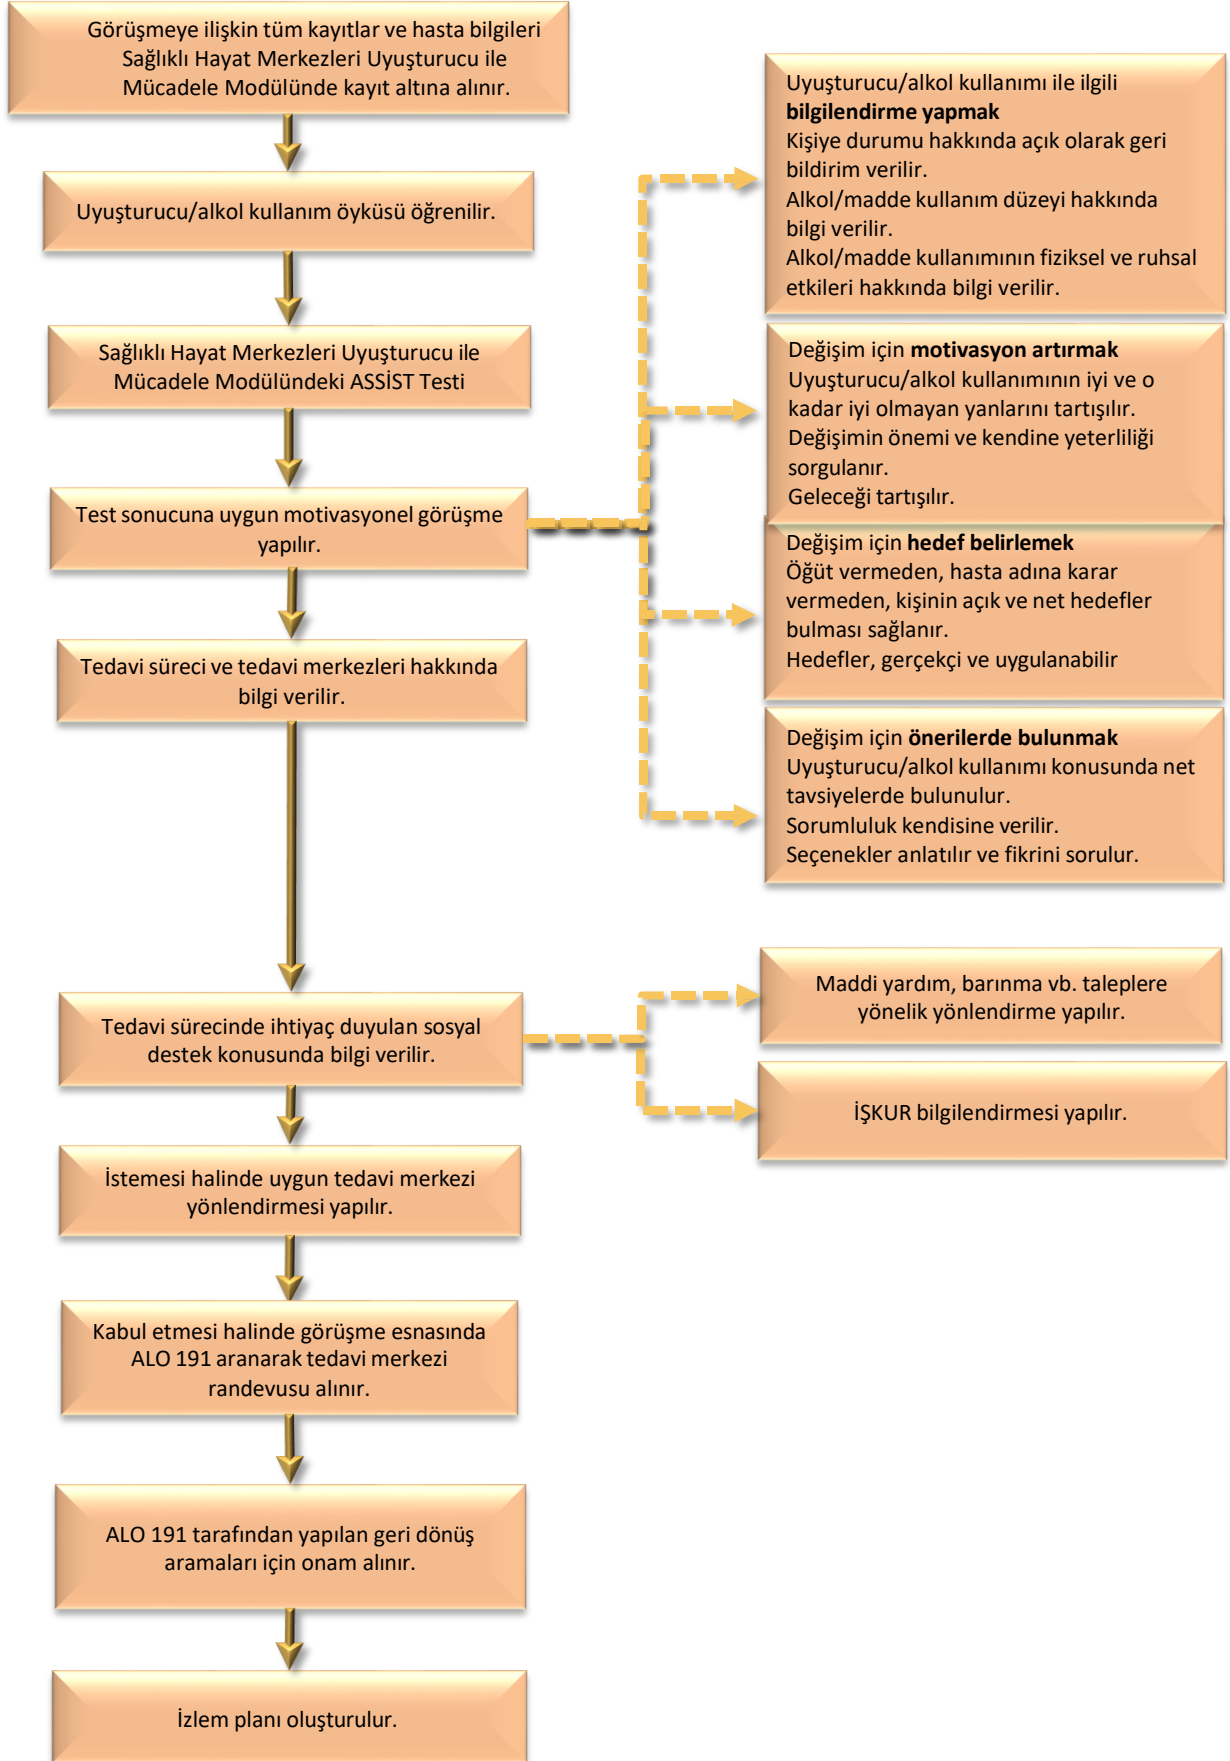 Görüşmeye ilişkin tüm kayıtlar ve hasta bilgileri
Sağlıklı Hayat Merkezleri Uyuşturucu ile
Mücadele Modülünde kayıt altına alınır.
Uyuşturucu/alkol kullanım öyküsü öğrenilir.
Sağlıklı Hayat Merkezleri Uyuşturucu ile
Mücadele Modülündeki ASSİST Testi
Test sonucuna uygun motivasyonel görüşme
yapılır.
Uyuşturucu/alkol kullanımı ile ilgili
bilgilendirme yapmak
Kişiye durumu hakkında açık olarak geri
bildirim verilir.
Alkol/madde kullanım düzeyi hakkında
bilgi verilir.
Alkol/madde kullanımının fiziksel ve ruhsal
etkileri hakkında bilgi verilir.
Değişim için motivasyon artırmak
Uyuşturucu/alkol kullanımının iyi ve o
kadar iyi olmayan yanlarını tartışılır.
Değişimin önemi ve kendine yeterliliği
sorgulanır.
Geleceği tartışılır.
Değişim için hedef belirlemek
Öğüt vermeden, hasta adına karar
vermeden, kişinin açık ve net hedefler
bulması sağlanır.
Hedefler, gerçekçi ve uygulanabilir
Değişim için önerilerde bulunmak
Uyuşturucu/alkol kullanımı konusunda net
tavsiyelerde bulunulur.
Sorumluluk kendisine verilir.
Seçenekler anlatılır ve fikrini sorulur.
Tedavi süreci ve tedavi merkezleri hakkında
bilgi verilir.
Tedavi sürecinde ihtiyaç duyulan sosyal
destek konusunda bilgi verilir.
Maddi yardım, barınma vb. taleplere
yönelik yönlendirme yapılır.
İŞKUR bilgilendirmesi yapılır.
İstemesi halinde uygun tedavi merkezi
yönlendirmesi yapılır.
Kabul etmesi halinde görüşme esnasında
ALO 191 aranarak tedavi merkezi
randevusu alınır.
ALO 191 tarafından yapılan geri dönüş
aramaları için onam alınır.
İzlem planı oluşturulur.